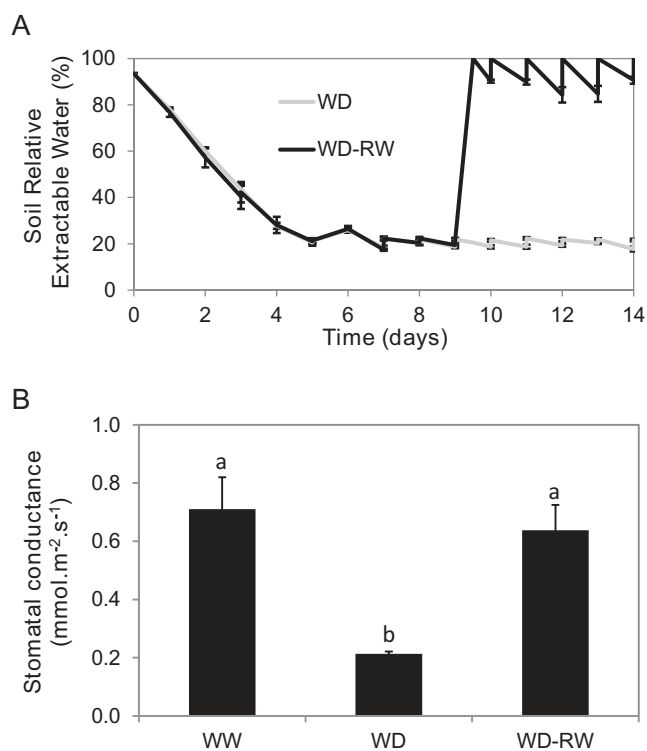 A
Soil Relative
Extractable Water (%)
100
80
60
40
20
0
WD
WD-RW
0 2 4 6 8 10 12 14
Time (days)
B
Stomatal conductance
(mmol.m-2.s-1)
1.0
0.8
0.6
0.4
0.2
0.0
a
b
a
WW WD WD-RW